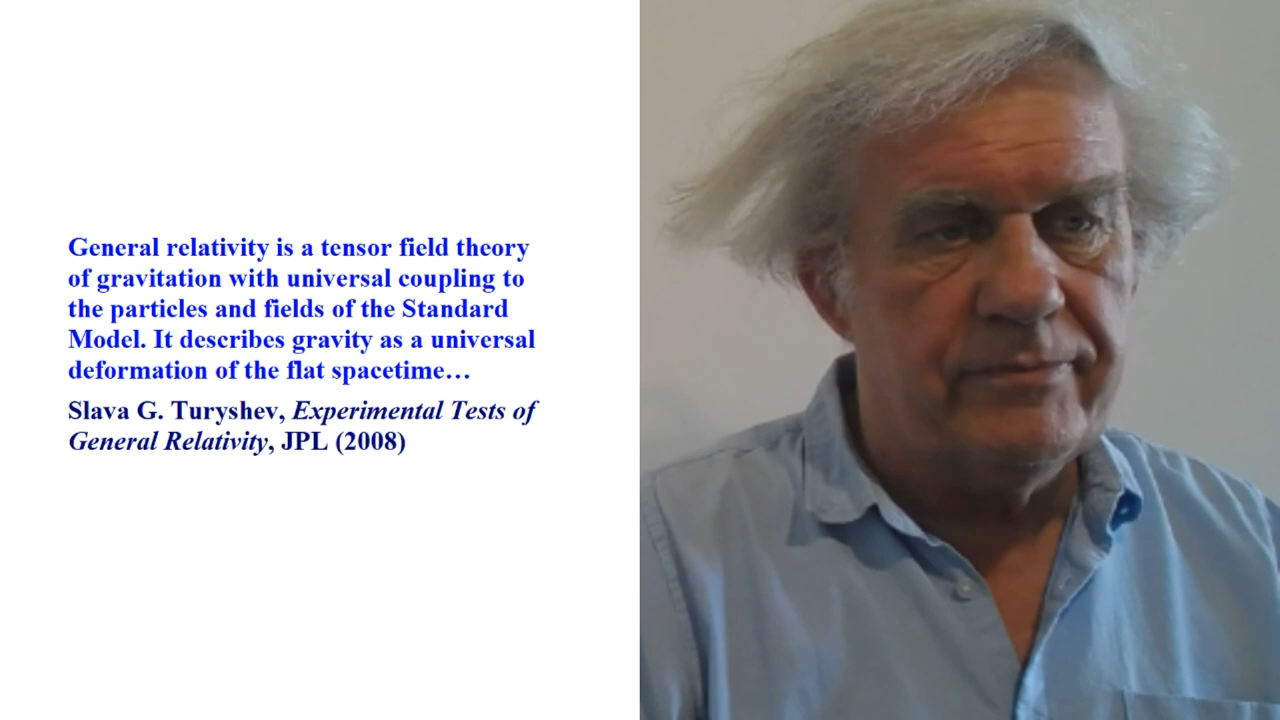 General relativity is a tensor field theory
of gravitation with universal coupling to
the particles and fields of the Standard
Model. It describes gravity as a universal
deformation of the flat spacetime…
Slava G. Turyshev, Experimental Tests of
General Relativity, JPL (2008)